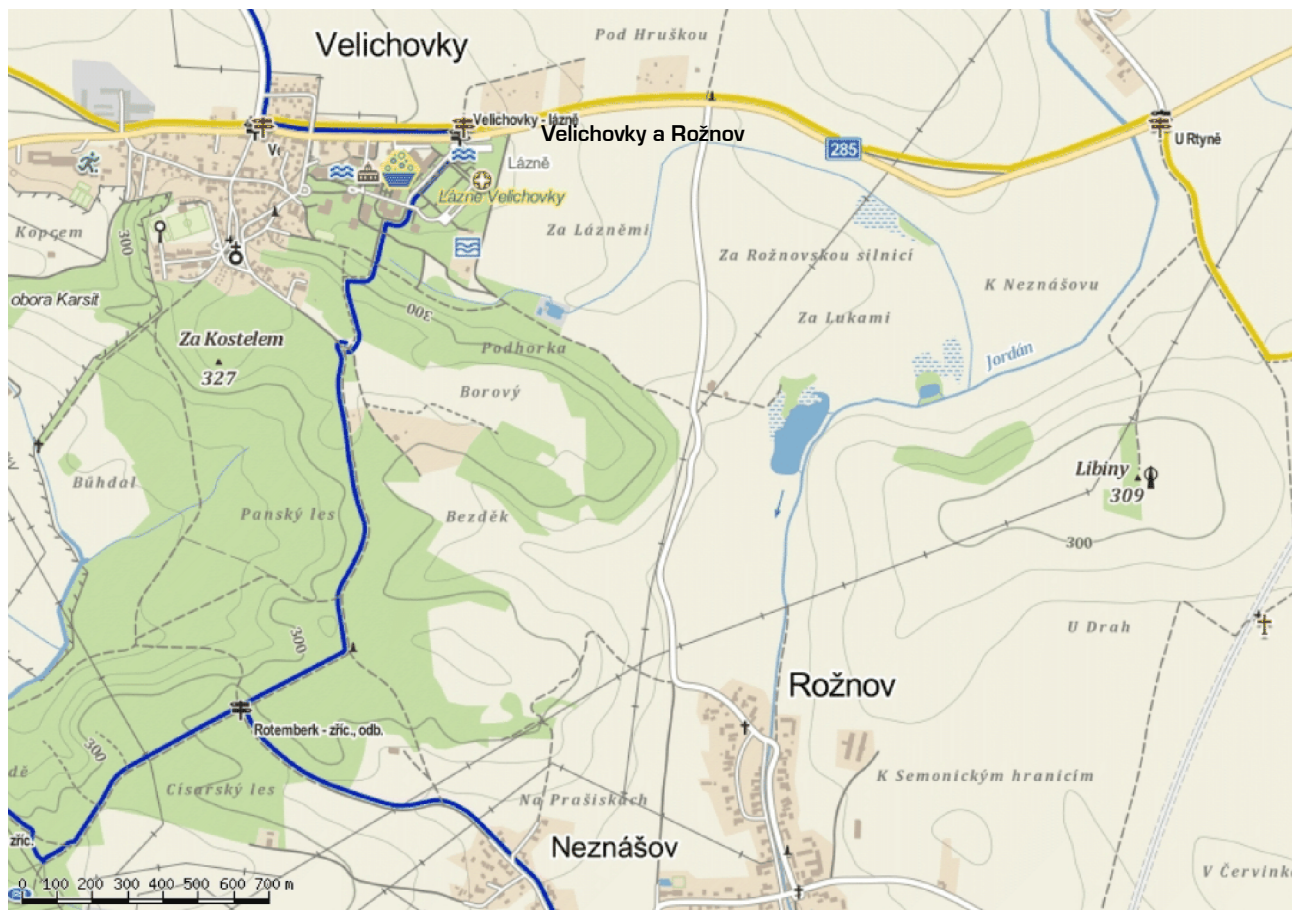 Velichovky
Pod Hruškou
Velichovky - lázně
Velichovky a Rožnov
285
U Rtyně
Lázně
Lázně Velichovky
Kopcem
300
Za Lázněmi
Za Rožnovskou silnicí
K Neznášovu
obora Karsit
300
Za Lukami
Za Kostelem
327
Podhorka
Jordán
Borový
Libiny
309
Bůhdal
Panský les
Bezděk
300
300
U Drah
Rožnov
Rotemberk - zříc., odb.
300
dě
Císařský les
Na Prašiskách
K Semonickým hranicím
zříc.
Neznášov
V Červink
0 100 200 300 400 500 600 700 m